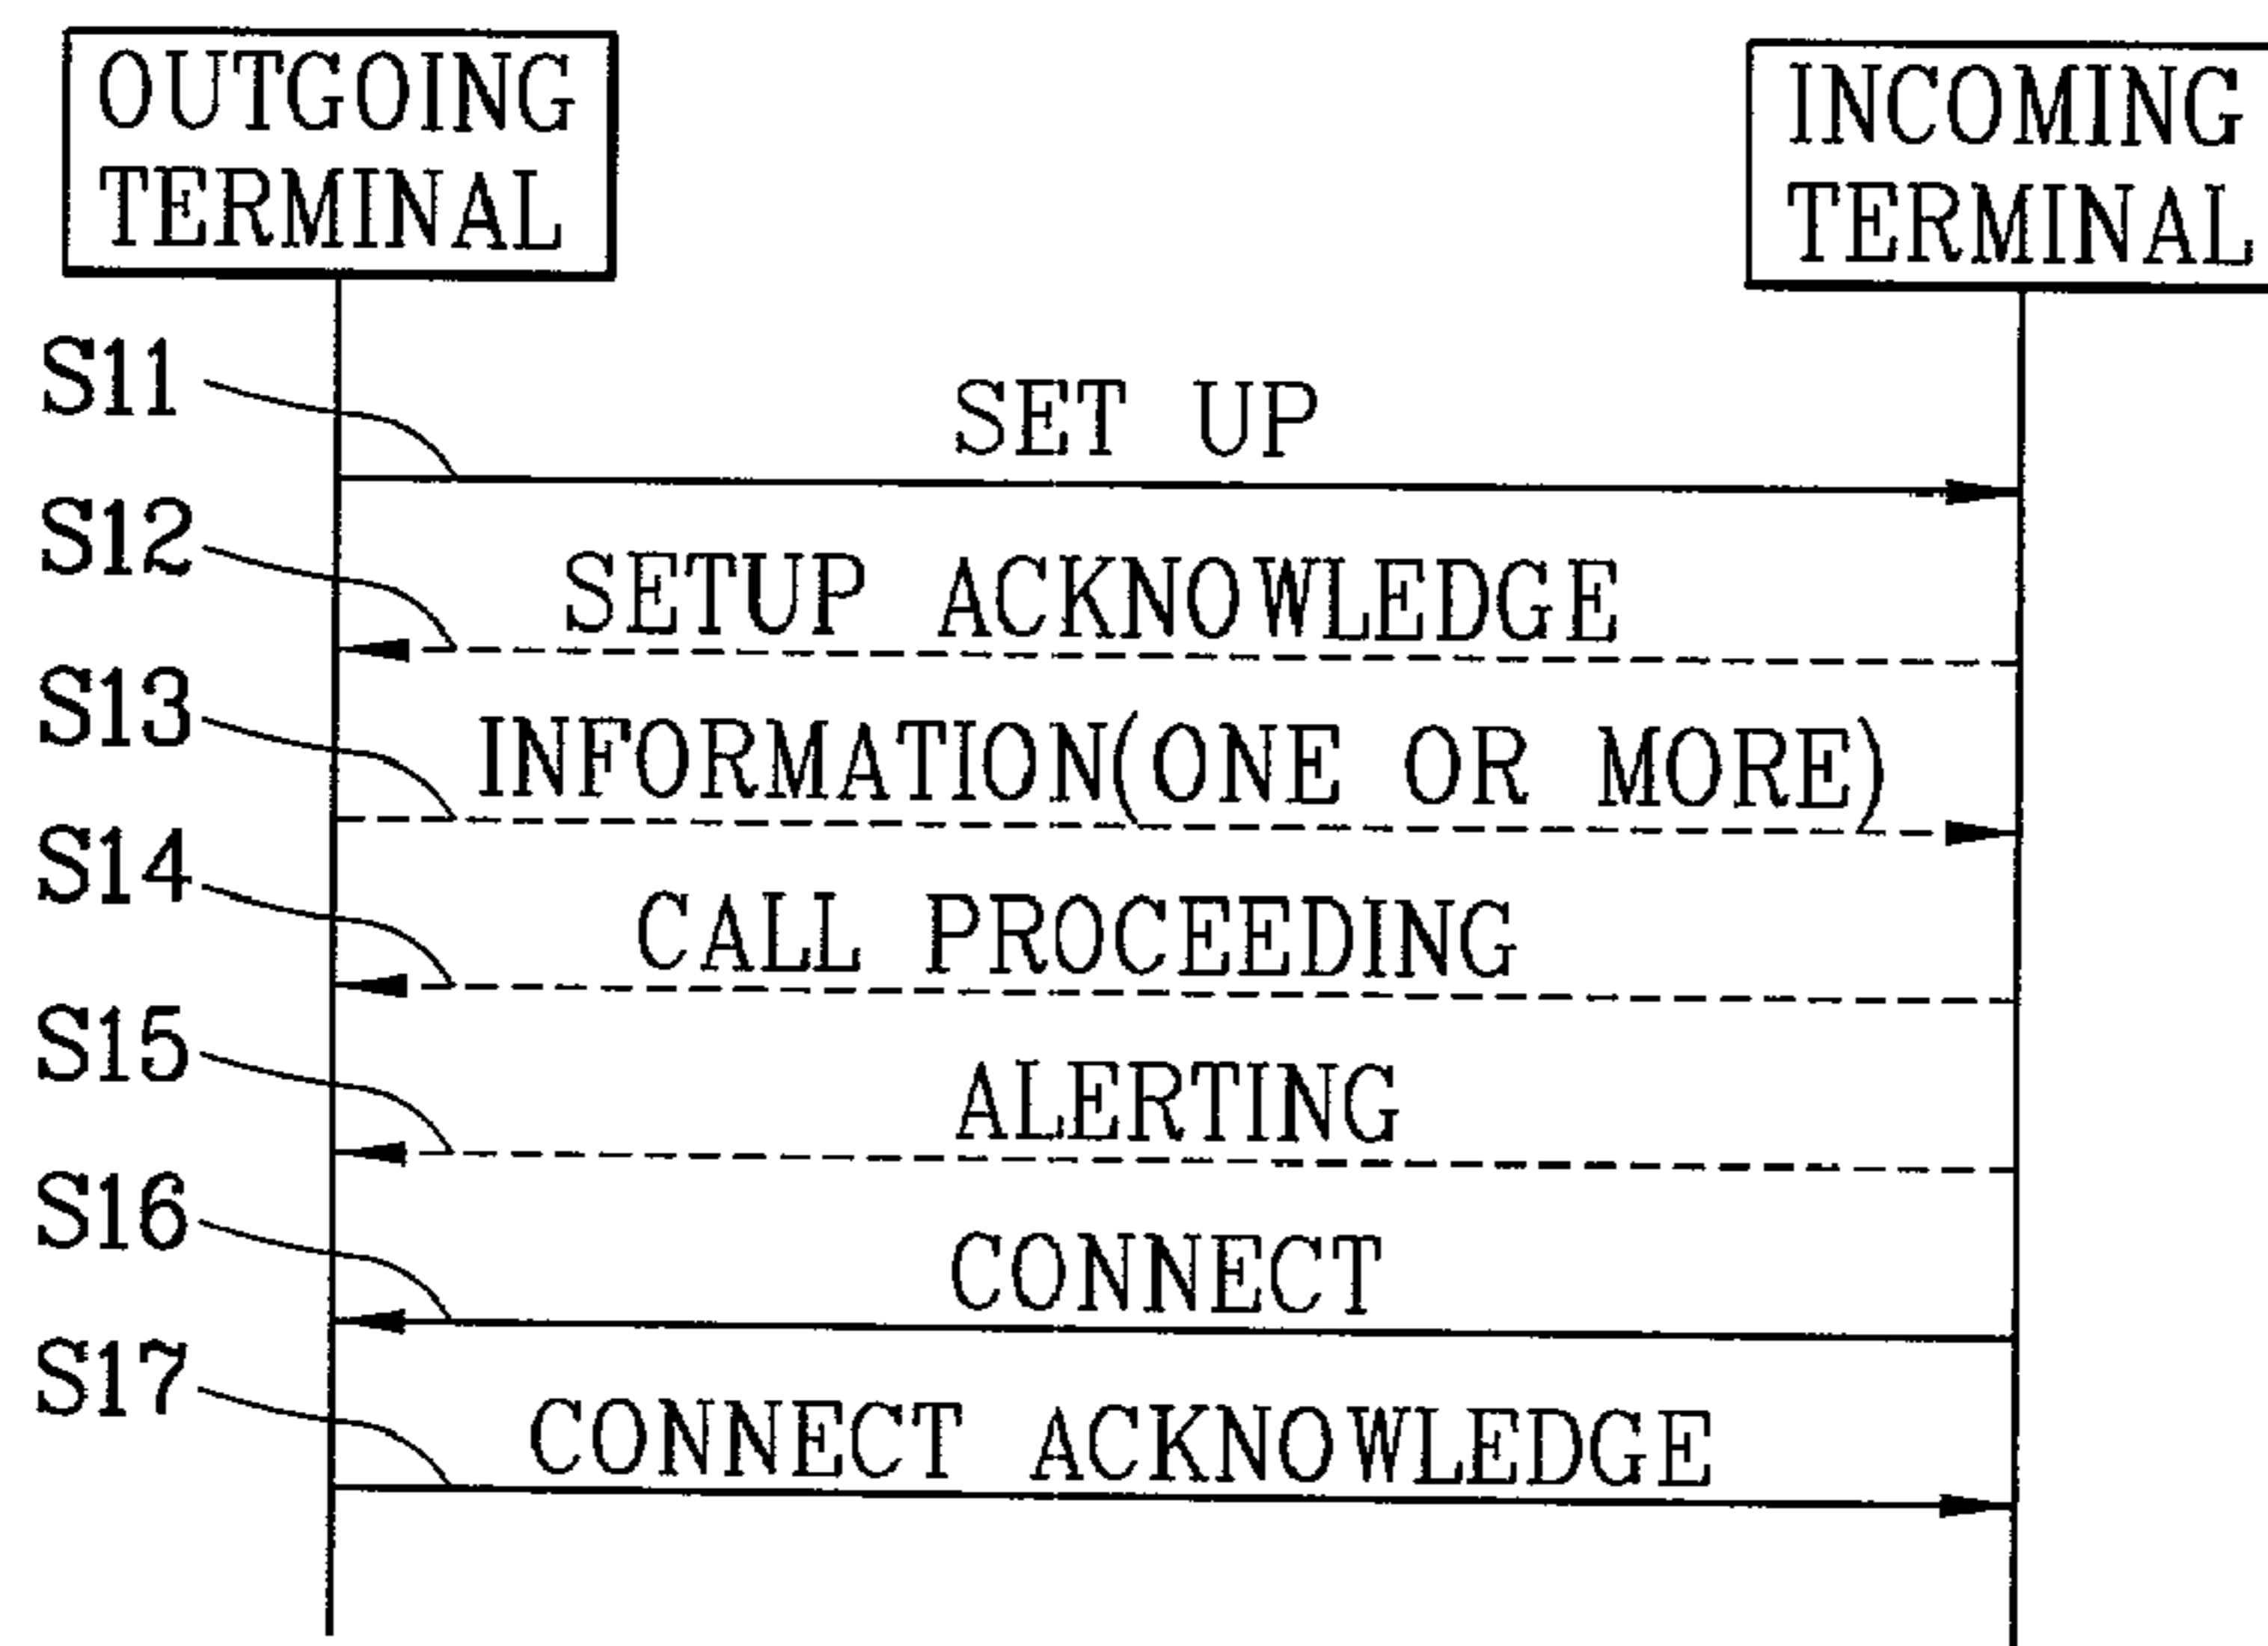 OUTGOING
TERMINAL
INCOMING
TERMINAL
S11
SET UP
S12
SETUP ACKNOWLEDGE
S13
INFORMATION(ONE OR MORE)
S14
CALL PROCEEDING
S15
ALERTING
S16
CONNECT
S17
CONNECT ACKNOWLEDGE